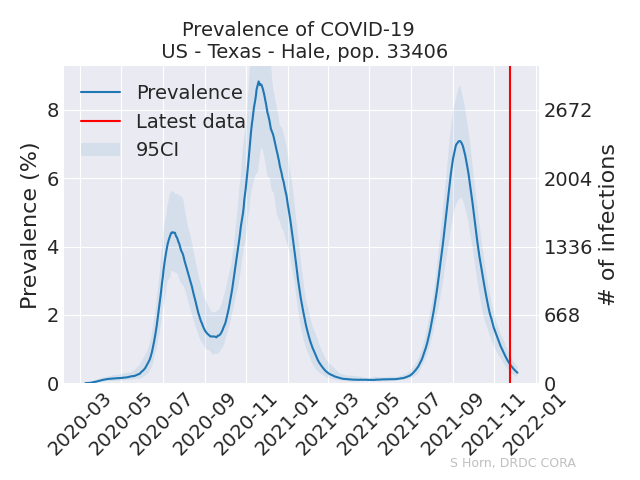 Prevalence of COVID-19
US - Texas - Hale, pop. 33406
Prevalence
Latest data
95CI
Prevalence (%)
8
6
4
2
0
2672
2004
1336
668
0
# of infections
2020-03
2020-05
2020-07
2020-09
2020-11
2021-01
2021-03
2021-05
2021-07
2021-09
2021-11
2022-01
S Horn, DRDC CORA